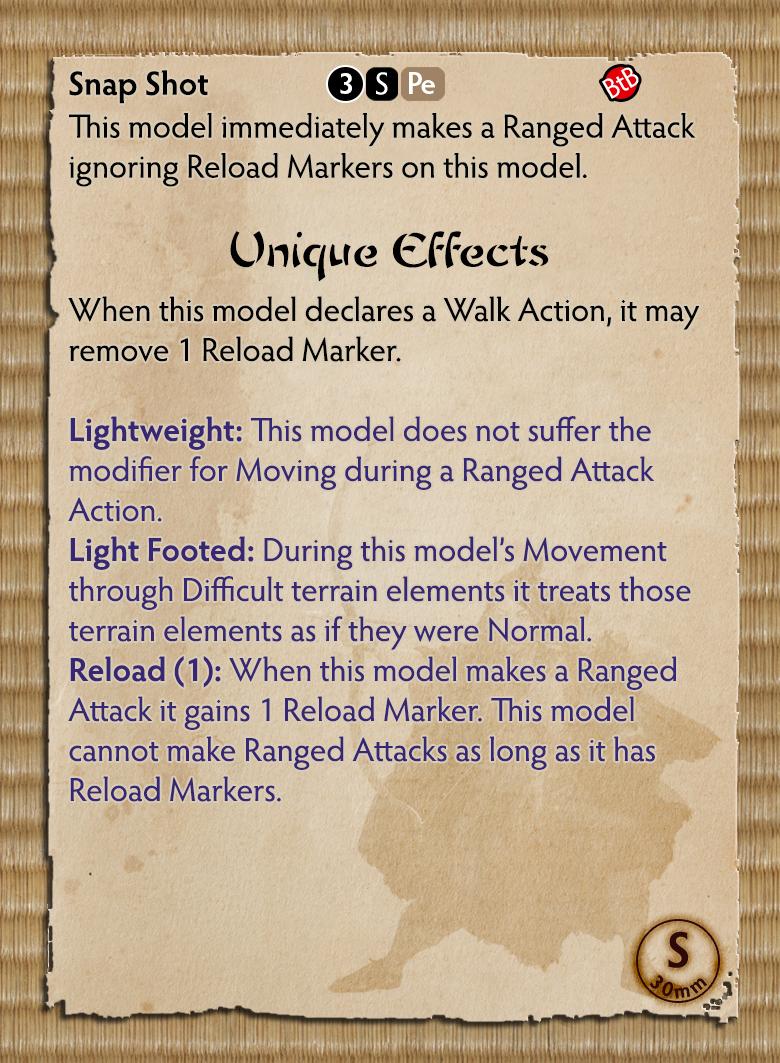 Snap Shot 3 S Pe BtB
This model immediately makes a Ranged Attack
ignoring Reload Markers on this model.
Unique Effects
When this model declares a Walk Action, it may
remove 1 Reload Marker.
Lightweight: This model does not suffer the
modifier for Moving during a Ranged Attack
Action.
Light Footed: During this model's Movement
through Difficult terrain elements it treats those
terrain elements as if they were Normal.
Reload (1): When this model makes a Ranged
Attack it gains 1 Reload Marker. This model
cannot make Ranged Attacks as long as it has
Reload Markers.
S
30mm